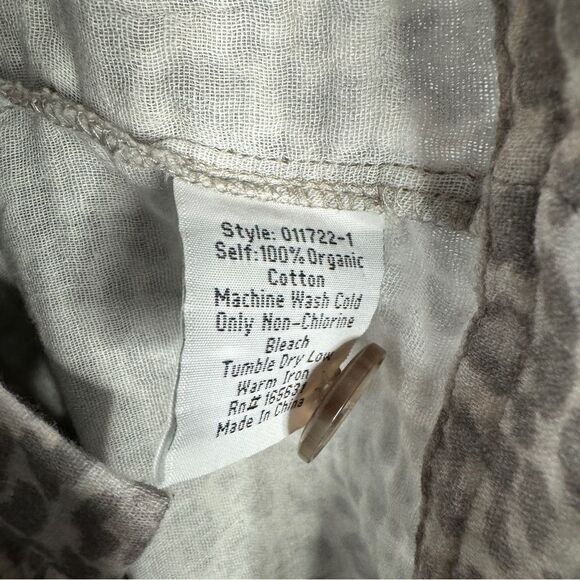 Style: 011722-1
Self:100% Organic
Cotton
Machine Wash Cold
Only Non-Chlorine
Bleach
Tumble Dry Low
Warm Iron
Rn#
Made In China